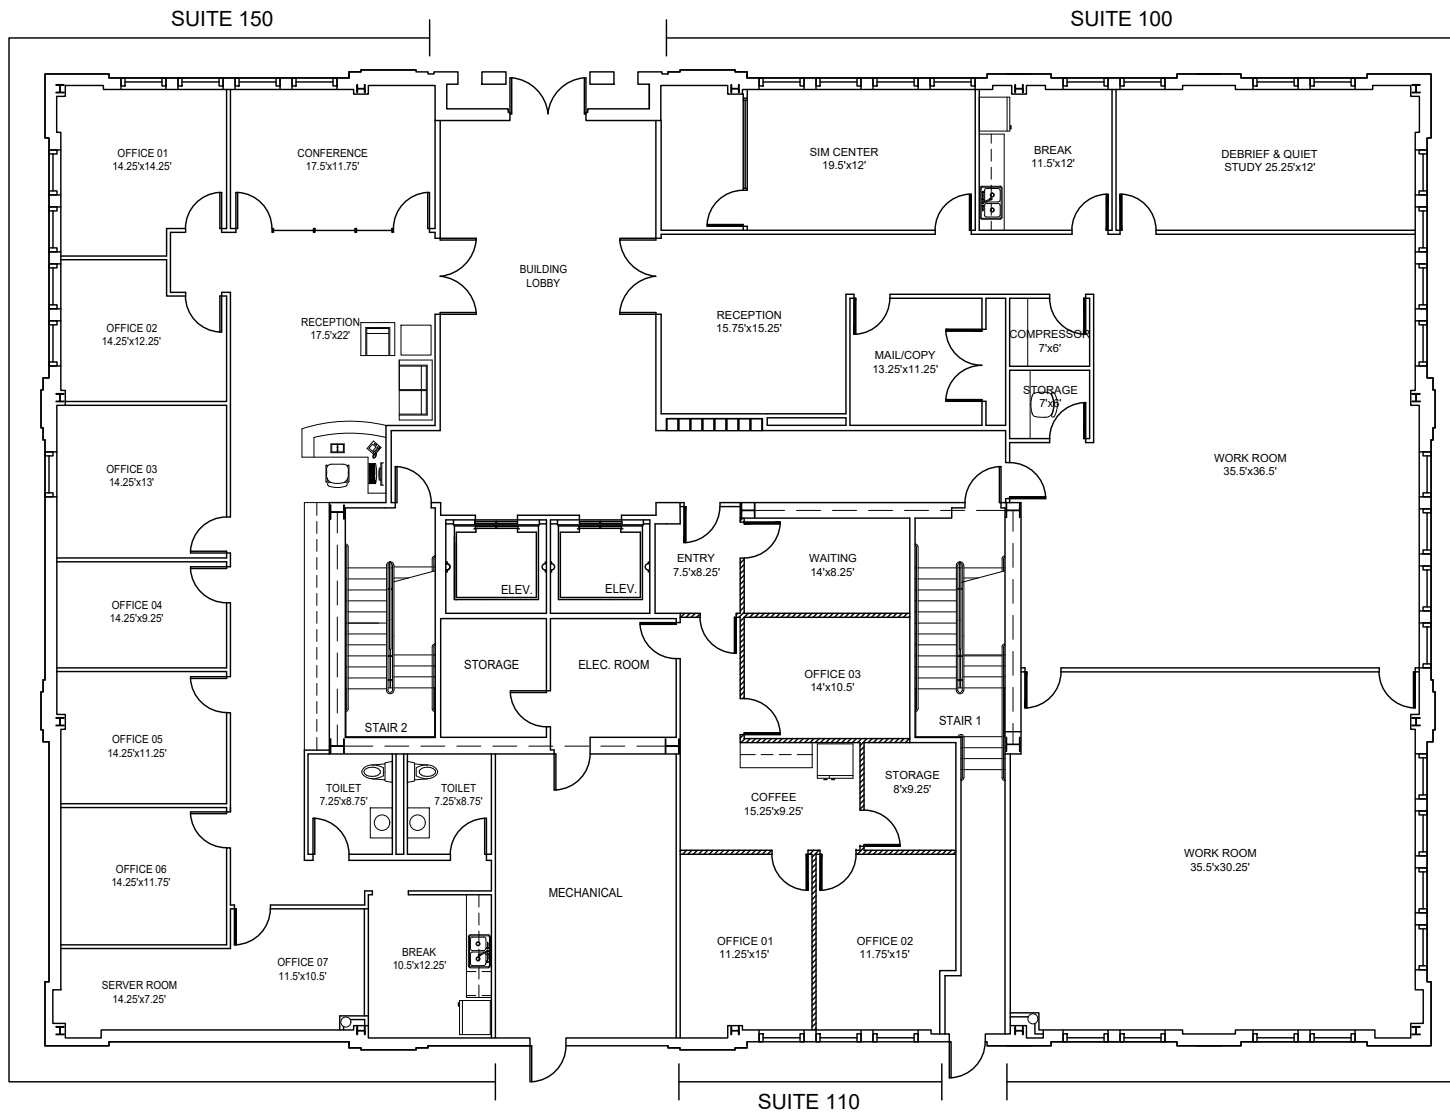 SUITE 150
SUITE 100
OFFICE 01
14.25'x14.25'
CONFERENCE
17.5'x11.75'
SIM CENTER
19.5'x12'
BREAK
11.5'x12'
DEBRIEF & QUIET
STUDY 25.25'x12'
BUILDING
LOBBY
OFFICE 02
14.25'x12.25'
RECEPTION
17.5'x22'
RECEPTION
15.75'x15.25'
MAIL/COPY
13.25'x11.25'
COMPRESSOR
7'x6'
STORAGE
7'x6'
OFFICE 03
14.25'x13'
WORK ROOM
35.5'x36.5'
ENTRY
7.5'x8.25'
WAITING
14'x8.25'
ELEV.
ELEV.
OFFICE 04
14.25'x9.25'
STORAGE
ELEC. ROOM
OFFICE 03
14'x10.5'
STAIR 2
STAIR 1
OFFICE 05
14.25'x11.25'
TOILET
7.25'x8.75'
TOILET
7.25'x8.75'
COFFEE
15.25'x9.25'
STORAGE
8'x9.25'
OFFICE 06
14.25'x11.75'
MECHANICAL
WORK ROOM
35.5'x30.25'
OFFICE 07
11.5'x10.5'
BREAK
10.5'x12.25'
OFFICE 01
11.25'x15'
OFFICE 02
11.75'x15'
SERVER ROOM
14.25'x7.25'
SUITE 110